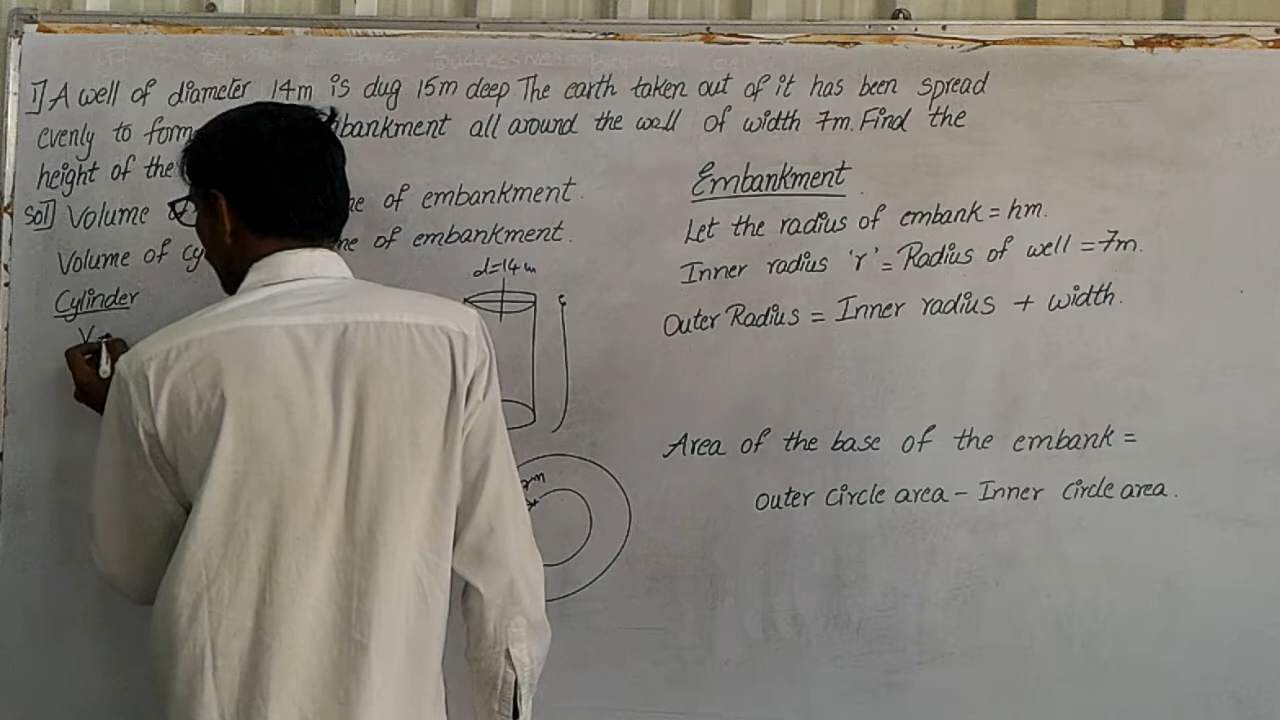 1] A well of diameter 14m is dug 15m deep The earth taken out of it has been spread
evenly to form bankment all around the well of width 7m. Find the
height of the
Sol] Volume of embankment.
Volume of of embankment.
Cylinder
V
d=14m
7m
Embankment
Let the radius of embank = hm.
Inner radius 'r' = Radius of well = 7m.
Outer Radius = Inner radius + width.
Area of the base of the embank =
outer circle area - Inner circle area.